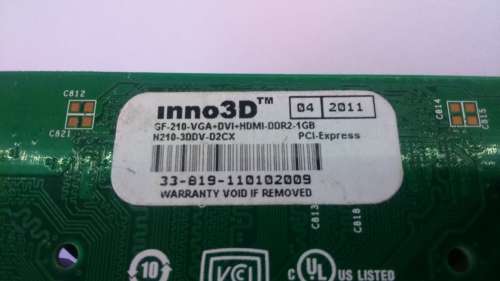 C812
C821
inno3D™
04 2011
C814
C815
GF-210-VGA+DVI+HDMI-DDR2-1GB
N210-3DDV-D2CX PCI-Express
33-819-110102009
WARRANTY VOID IF REMOVED
C813
C818
10
UL US LISTED